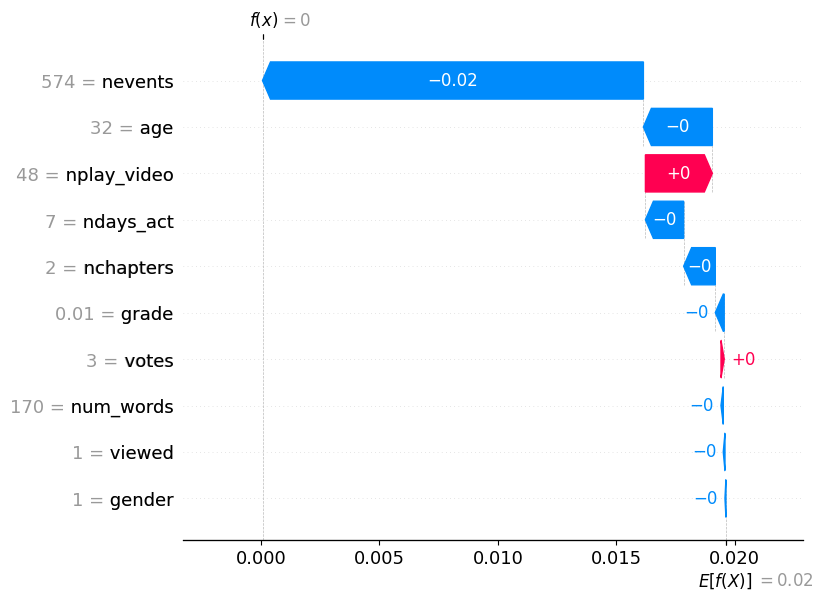 f(x) = 0
574 = nevents
−0.02
32 = age
−0
48 = nplay_video
+0
7 = ndays_act
−0
2 = nchapters
−0
0.01 = grade
−0
3 = votes
+0
170 = num_words
−0
1 = viewed
−0
1 = gender
−0
0.000 0.005 0.010 0.015 0.020
E[f(X)] = 0.02